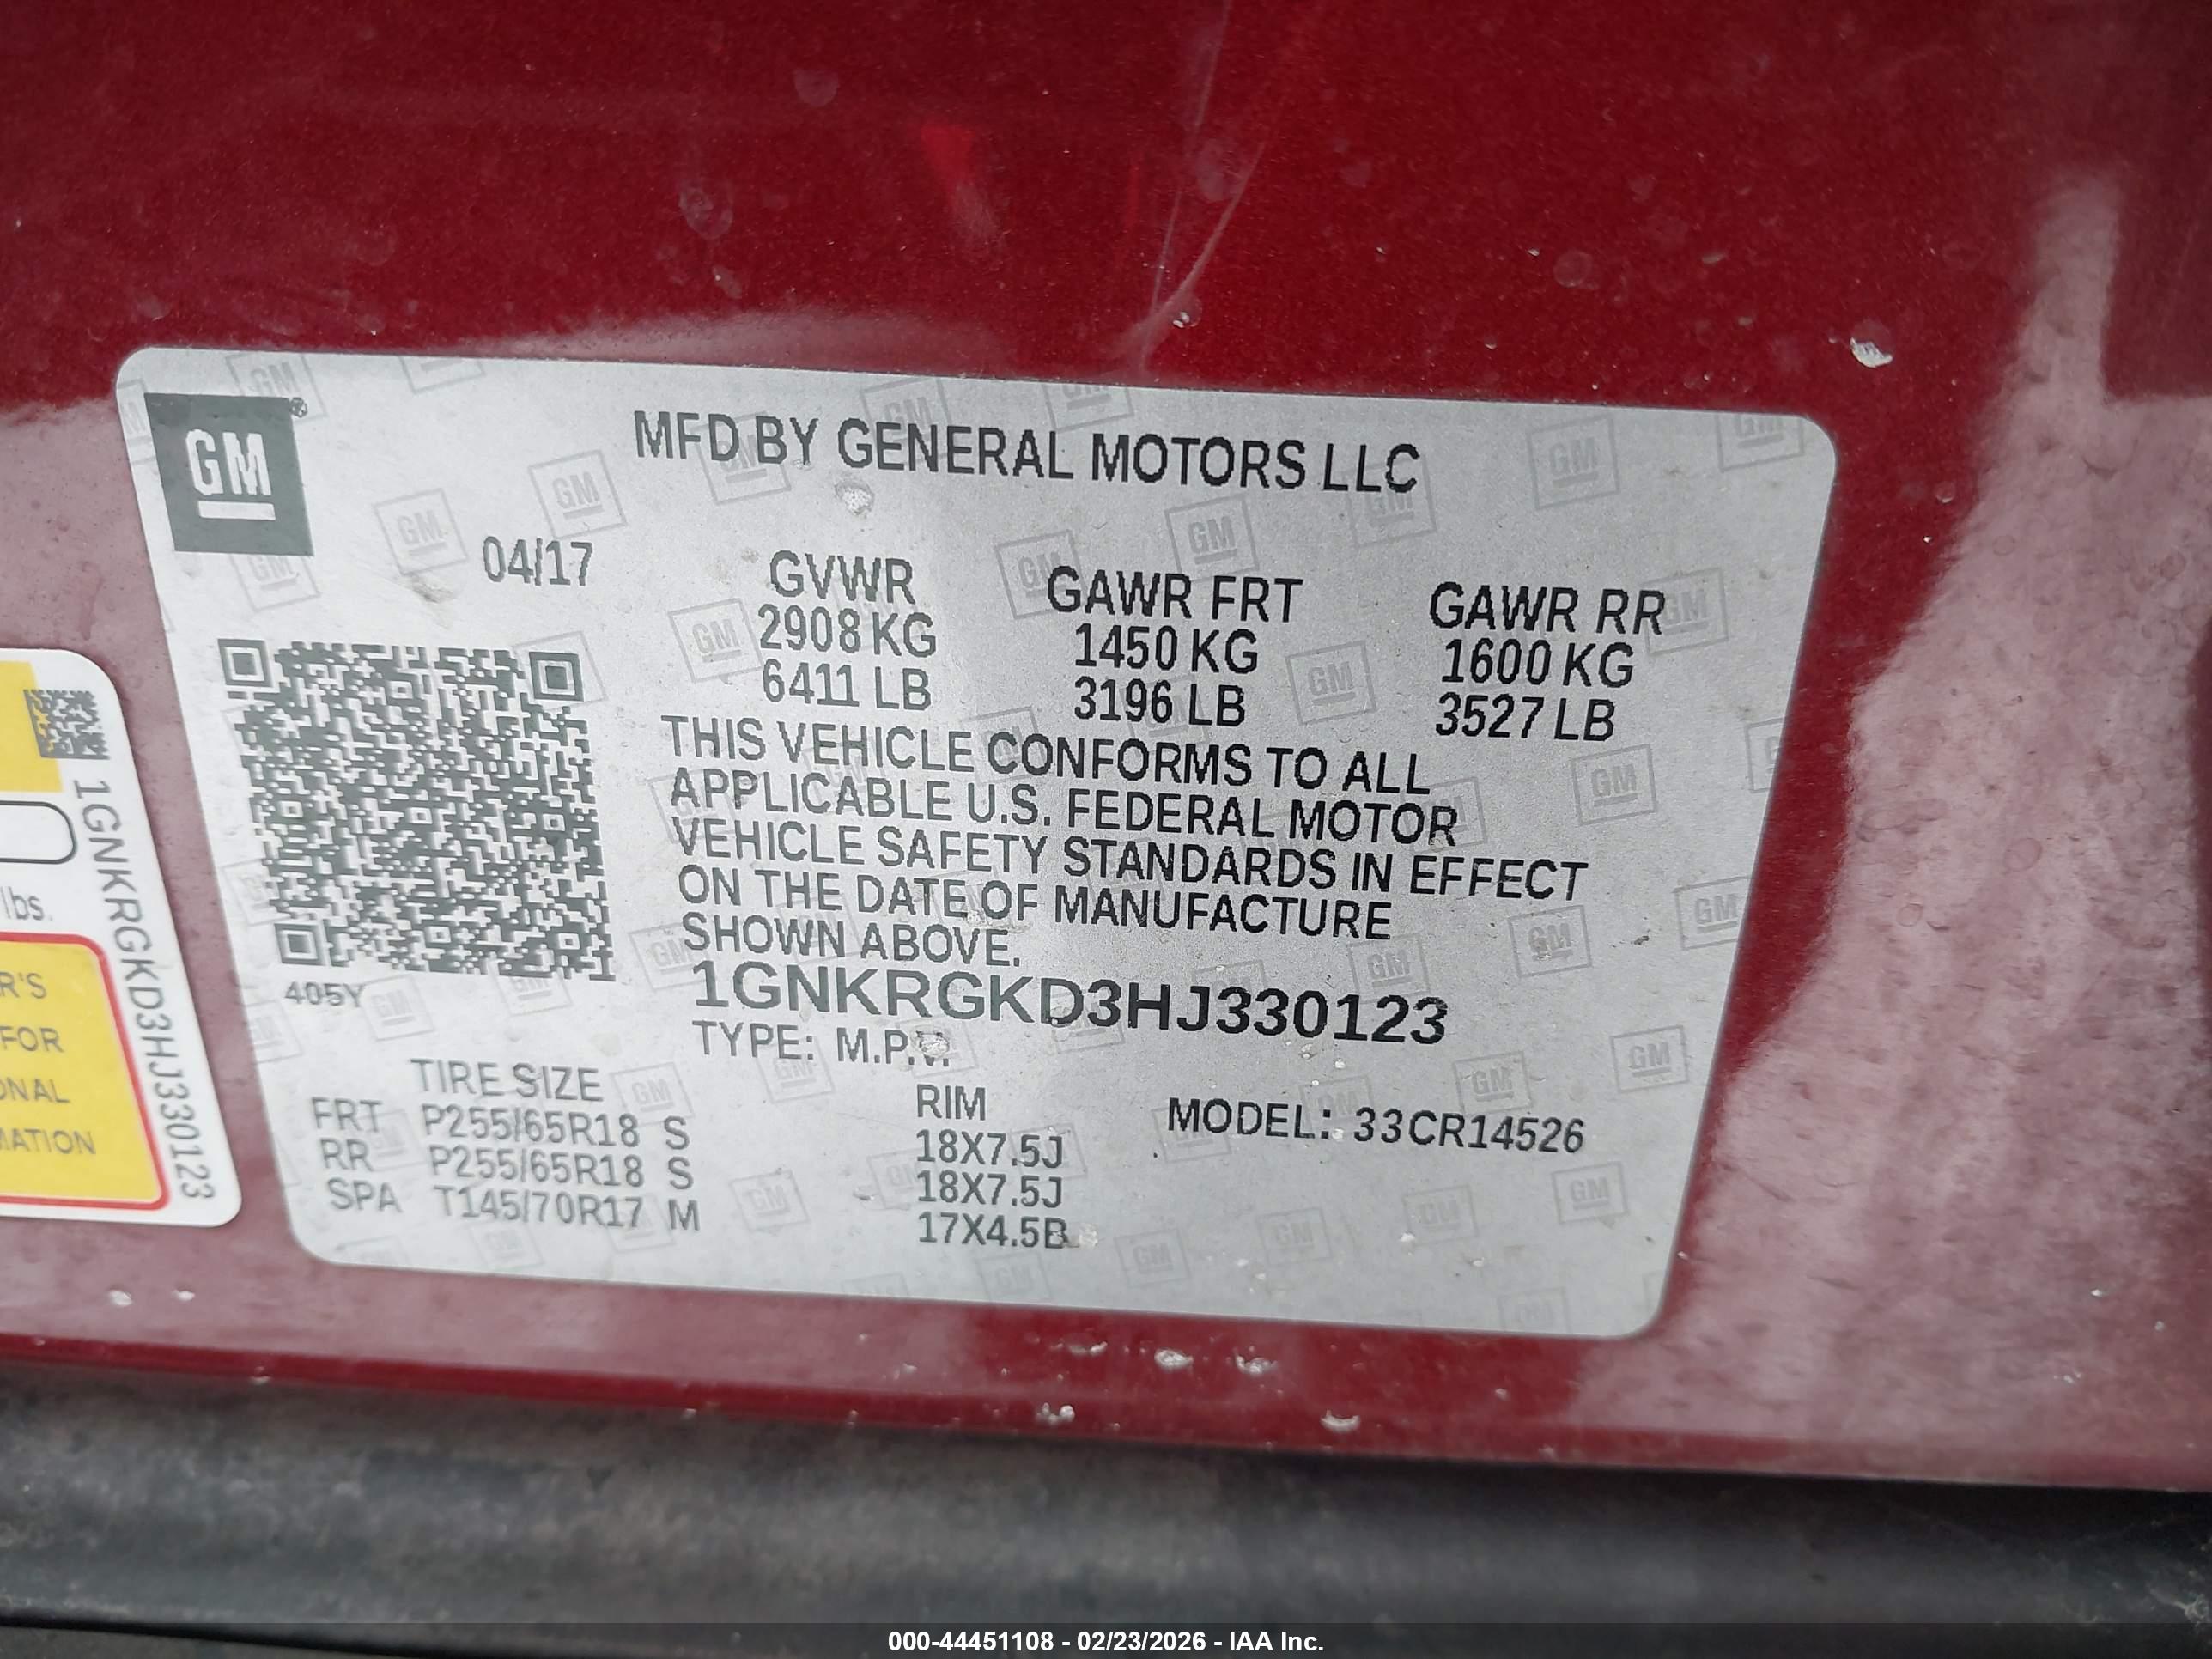 GM
MFD BY GENERAL MOTORS LLC
04/17
GVWR
2908 KG
6411 LB
GAWR FRT
1450 KG
3196 LB
GAWR RR
1600 KG
3527 LB
THIS VEHICLE CONFORMS TO ALL
APPLICABLE U.S. FEDERAL MOTOR
VEHICLE SAFETY STANDARDS IN EFFECT
ON THE DATE OF MANUFACTURE
SHOWN ABOVE.
405Y
1GNKRGKD3HJ330123
TYPE: M.P.V.
TIRE SIZE
FRT P255/65R18 S
RR P255/65R18 S
SPA T145/70R17 M
RIM
18X7.5J
18X7.5J
17X4.5B
MODEL: 33CR14526
1GNKRGKD3HJ330123
lbs.
R'S
FOR
ONAL
MATION
000-44451108 - 02/23/2026 - IAA Inc.